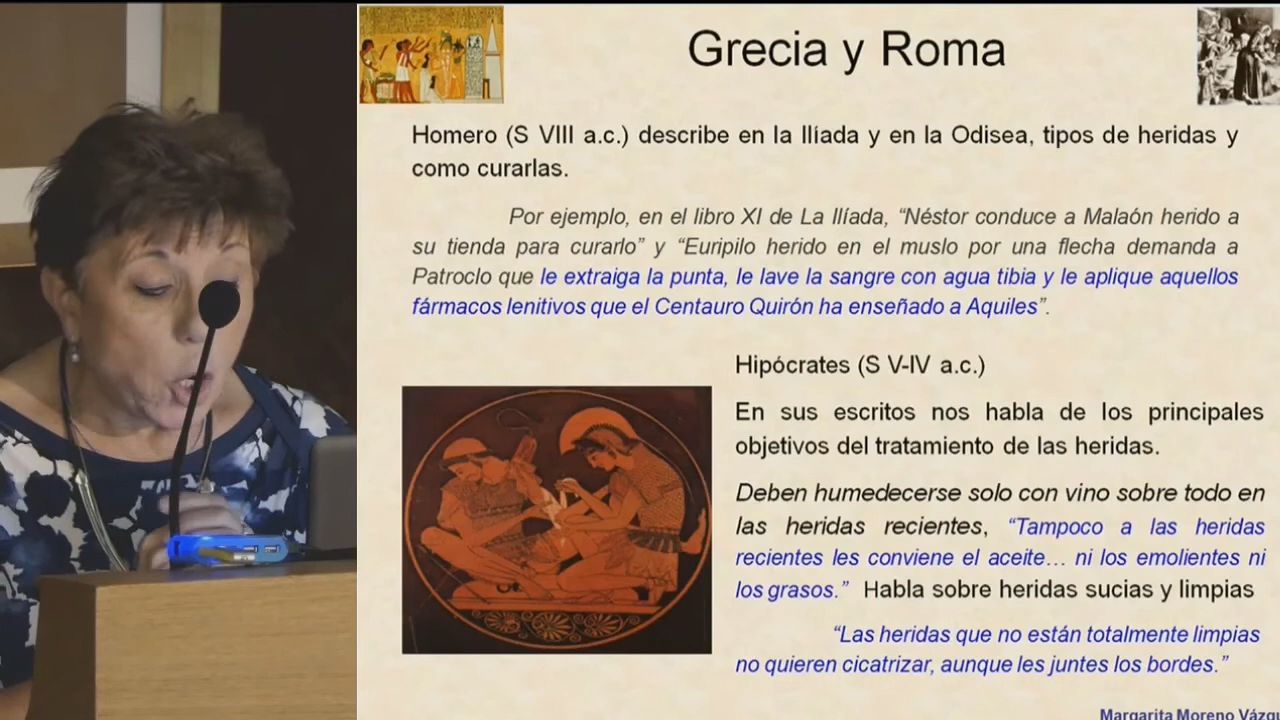 Grecia y Roma
Homero (S VIII a.c.) describe en la Ilíada y en la Odisea, tipos de heridas y
como curarlas.
Por ejemplo, en el libro XI de La Ilíada, “Néstor conduce a Malaón herido a
su tienda para curarlo” y “Euripilo herido en el muslo por una flecha demanda a
Patroclo que le extraiga la punta, le lave la sangre con agua tibia y le aplique aquellos
fármacos lenitivos que el Centauro Quirón ha enseñado a Aquiles”.
Hipócrates (S V-IV a.c.)
En sus escritos nos habla de los principales
objetivos del tratamiento de las heridas.
Deben humedecerse solo con vino sobre todo en
las heridas recientes, “Tampoco a las heridas
recientes les conviene el aceite… ni los emolientes ni
los grasos.” Habla sobre heridas sucias y limpias
“Las heridas que no están totalmente limpias
no quieren cicatrizar, aunque les juntes los bordes.”
Margarita Moreno Vázqu